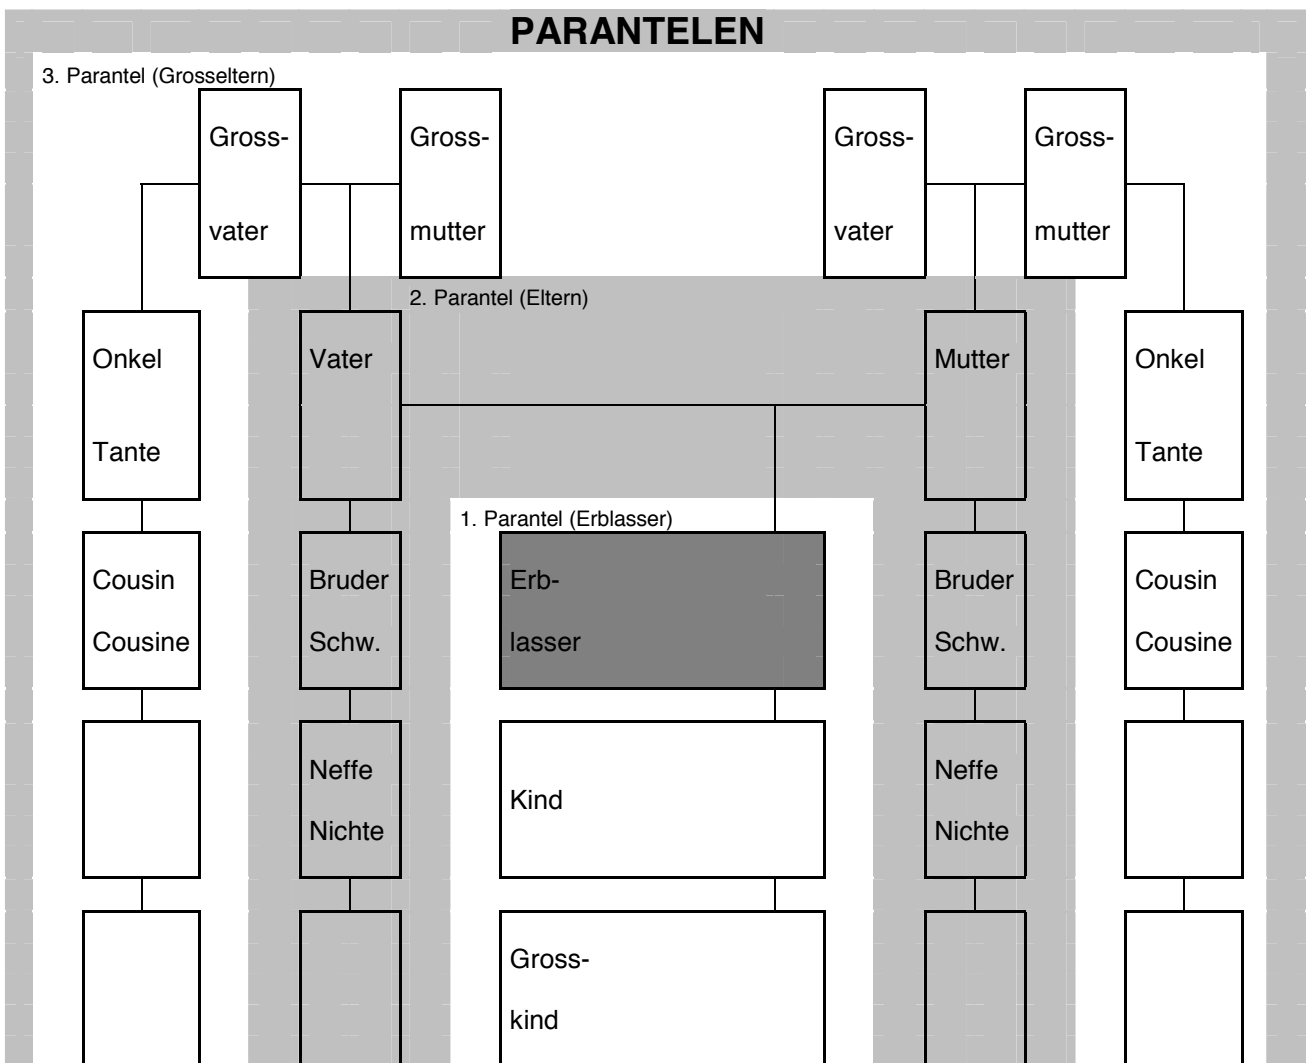 PARANTELEN
3. Parantel (Grosseltern)
Gross-
vater
Gross-
mutter
Gross-
vater
Gross-
mutter
2. Parantel (Eltern)
Onkel
Tante
Vater
Mutter
Onkel
Tante
1. Parantel (Erblasser)
Cousin
Cousine
Bruder
Schw.
Erb-
lasser
Bruder
Schw.
Cousin
Cousine
Neffe
Nichte
Kind
Neffe
Nichte
Gross-
kind